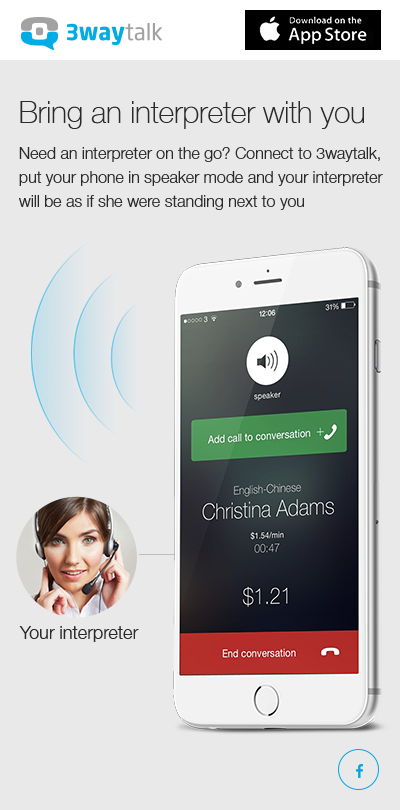 3waytalk
Download on the
App Store
Bring an interpreter with you
Need an interpreter on the go? Connect to 3waytalk,
put your phone in speaker mode and your interpreter
will be as if she were standing next to you
3 12:06 31%
speaker
Add call to conversation +
English-Chinese
Christina Adams
$1.54/min
00:47
$1.21
End conversation
Your interpreter
f